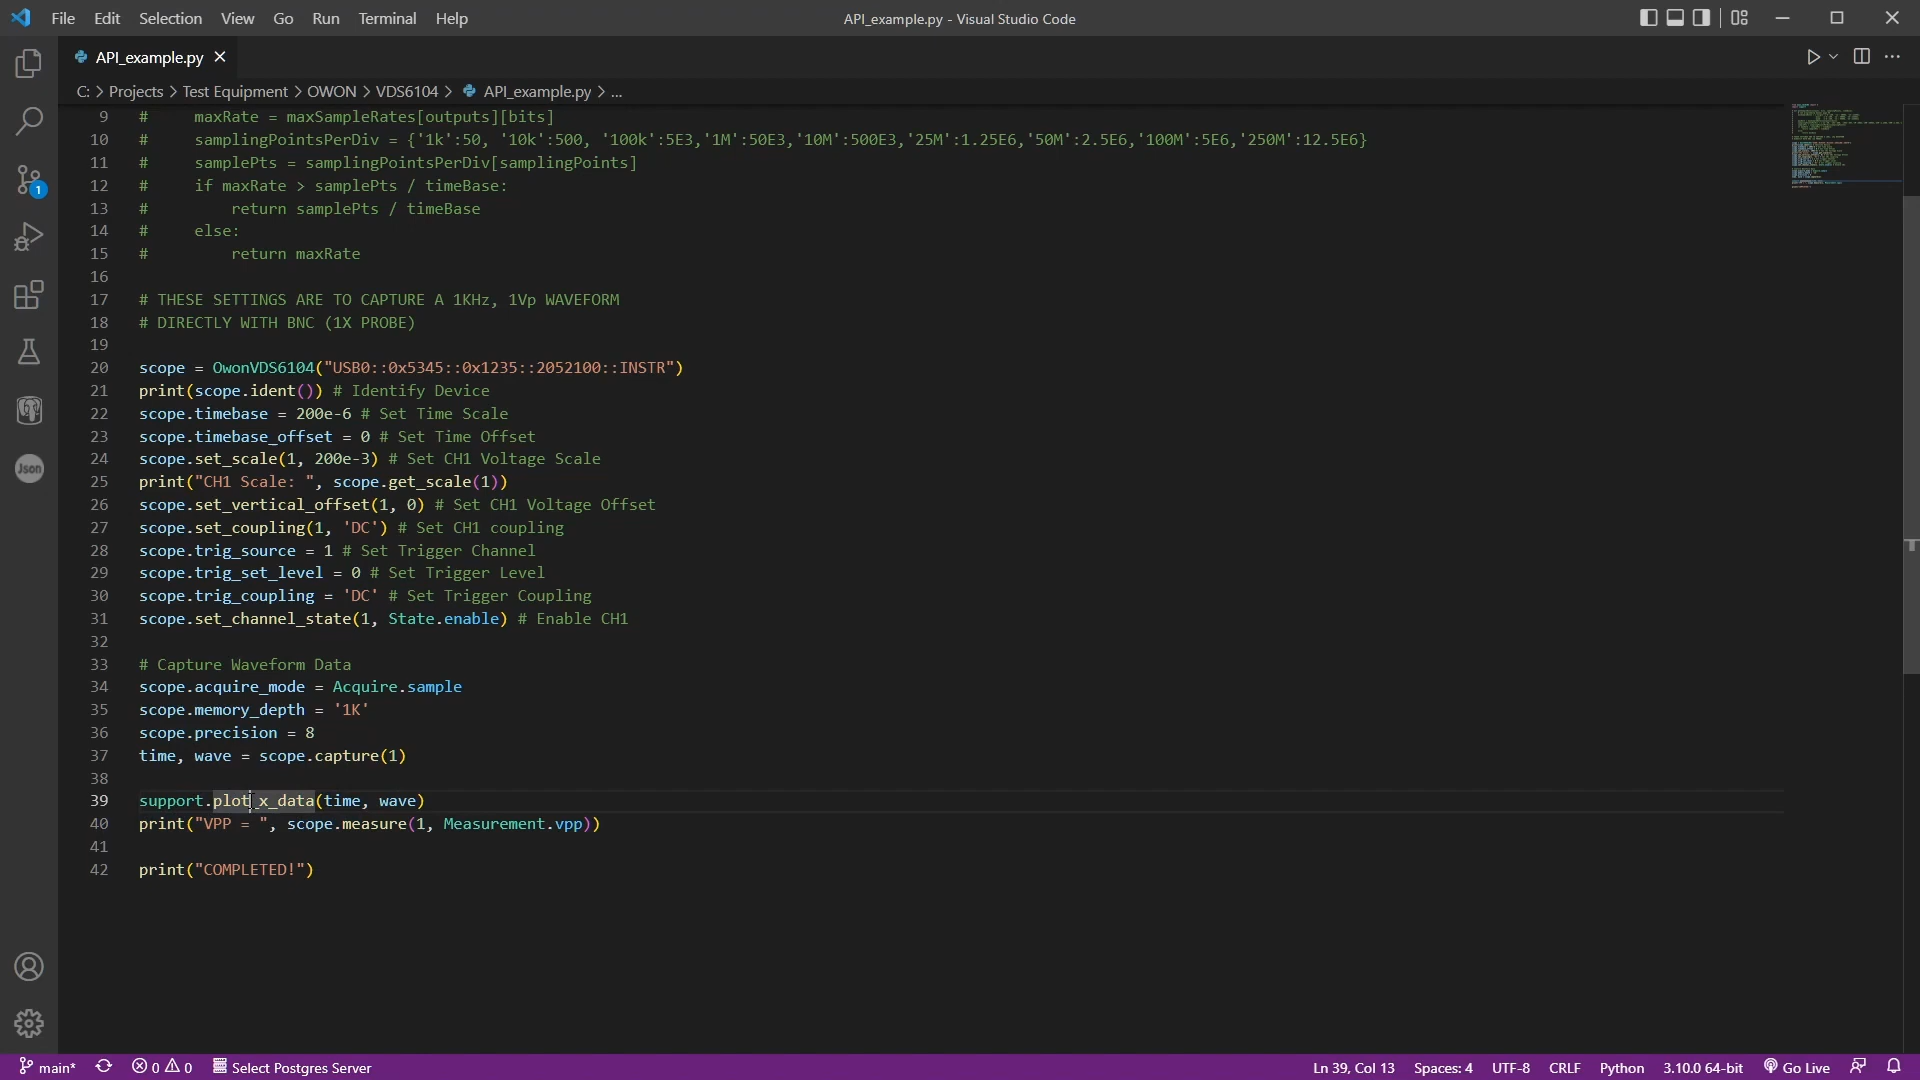 File Edit Selection View Go Run Terminal Help
API_example.py - Visual Studio Code
API_example.py
C: > Projects > Test Equipment > OWON > VDS6104 > API_example.py > ...
9 # maxRate = maxSampleRates[outputs][bits]
10 # samplingPointsPerDiv = {'1k':50, '10k':500, '100k':5E3,'1M':50E3,'10M':500E3,'25M':1.25E6,'50M':2.5E6,'100M':5E6,'250M':12.5E6}
11 # samplePts = samplingPointsPerDiv[samplingPoints]
12 # if maxRate > samplePts / timeBase:
13 # return samplePts / timeBase
14 # else:
15 # return maxRate
16
17 # THESE SETTINGS ARE TO CAPTURE A 1KHz, 1Vp WAVEFORM
18 # DIRECTLY WITH BNC (1X PROBE)
19
20 scope = OwonVDS6104("USB0::0x5345::0x1235::2052100::INSTR")
21 print(scope.ident()) # Identify Device
22 scope.timebase = 200e-6 # Set Time Scale
23 scope.timebase_offset = 0 # Set Time Offset
24 scope.set_scale(1, 200e-3) # Set CH1 Voltage Scale
25 print("CH1 Scale: ", scope.get_scale(1))
26 scope.set_vertical_offset(1, 0) # Set CH1 Voltage Offset
27 scope.set_coupling(1, 'DC') # Set CH1 coupling
28 scope.trig_source = 1 # Set Trigger Channel
29 scope.trig_set_level = 0 # Set Trigger Level
30 scope.trig_coupling = 'DC' # Set Trigger Coupling
31 scope.set_channel_state(1, State.enable) # Enable CH1
32
33 # Capture Waveform Data
34 scope.acquire_mode = Acquire.sample
35 scope.memory_depth = '1K'
36 scope.precision = 8
37 time, wave = scope.capture(1)
38
39 support.plot_x_data(time, wave)
40 print("VPP = ", scope.measure(1, Measurement.vpp))
41
42 print("COMPLETED!")
1
Json
main* 0 0 Select Postgres Server Ln 39, Col 13 Spaces: 4 UTF-8 CRLF Python 3.10.0 64-bit Go Live